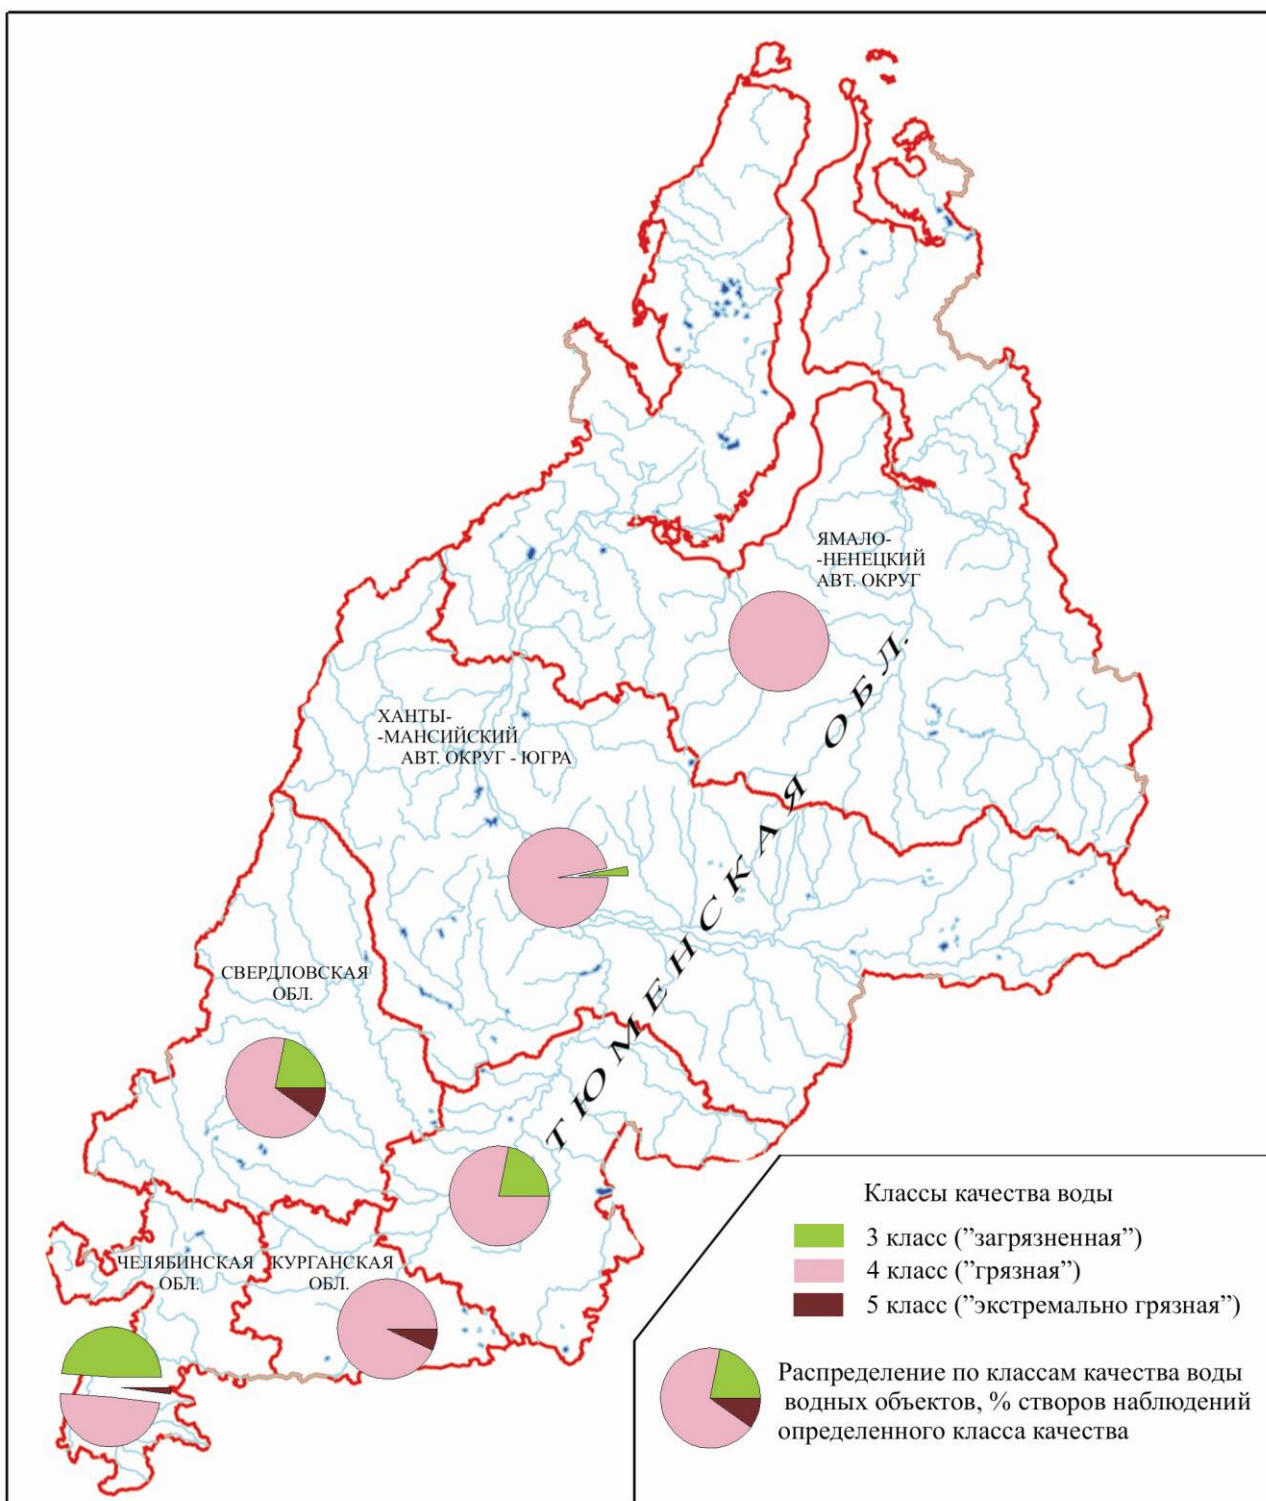 ЯМАЛО-
-НЕНЕЦКИЙ
АВТ. ОКРУГ
ХАНТЫ-
-МАНСИЙСКИЙ
АВТ. ОКРУГ - ЮГРА
ТЮМЕНСКАЯ ОБЛ.
СВЕРДЛОВСКАЯ
ОБЛ.
ЧЕЛЯБИНСКАЯ
ОБЛ.
КУРГАНСКАЯ
ОБЛ.
Классы качества воды
3 класс (”загрязненная”)
4 класс (”грязная”)
5 класс (”экстремально грязная”)
Распределение по классам качества воды
водных объектов, % створов наблюдений
определенного класса качества